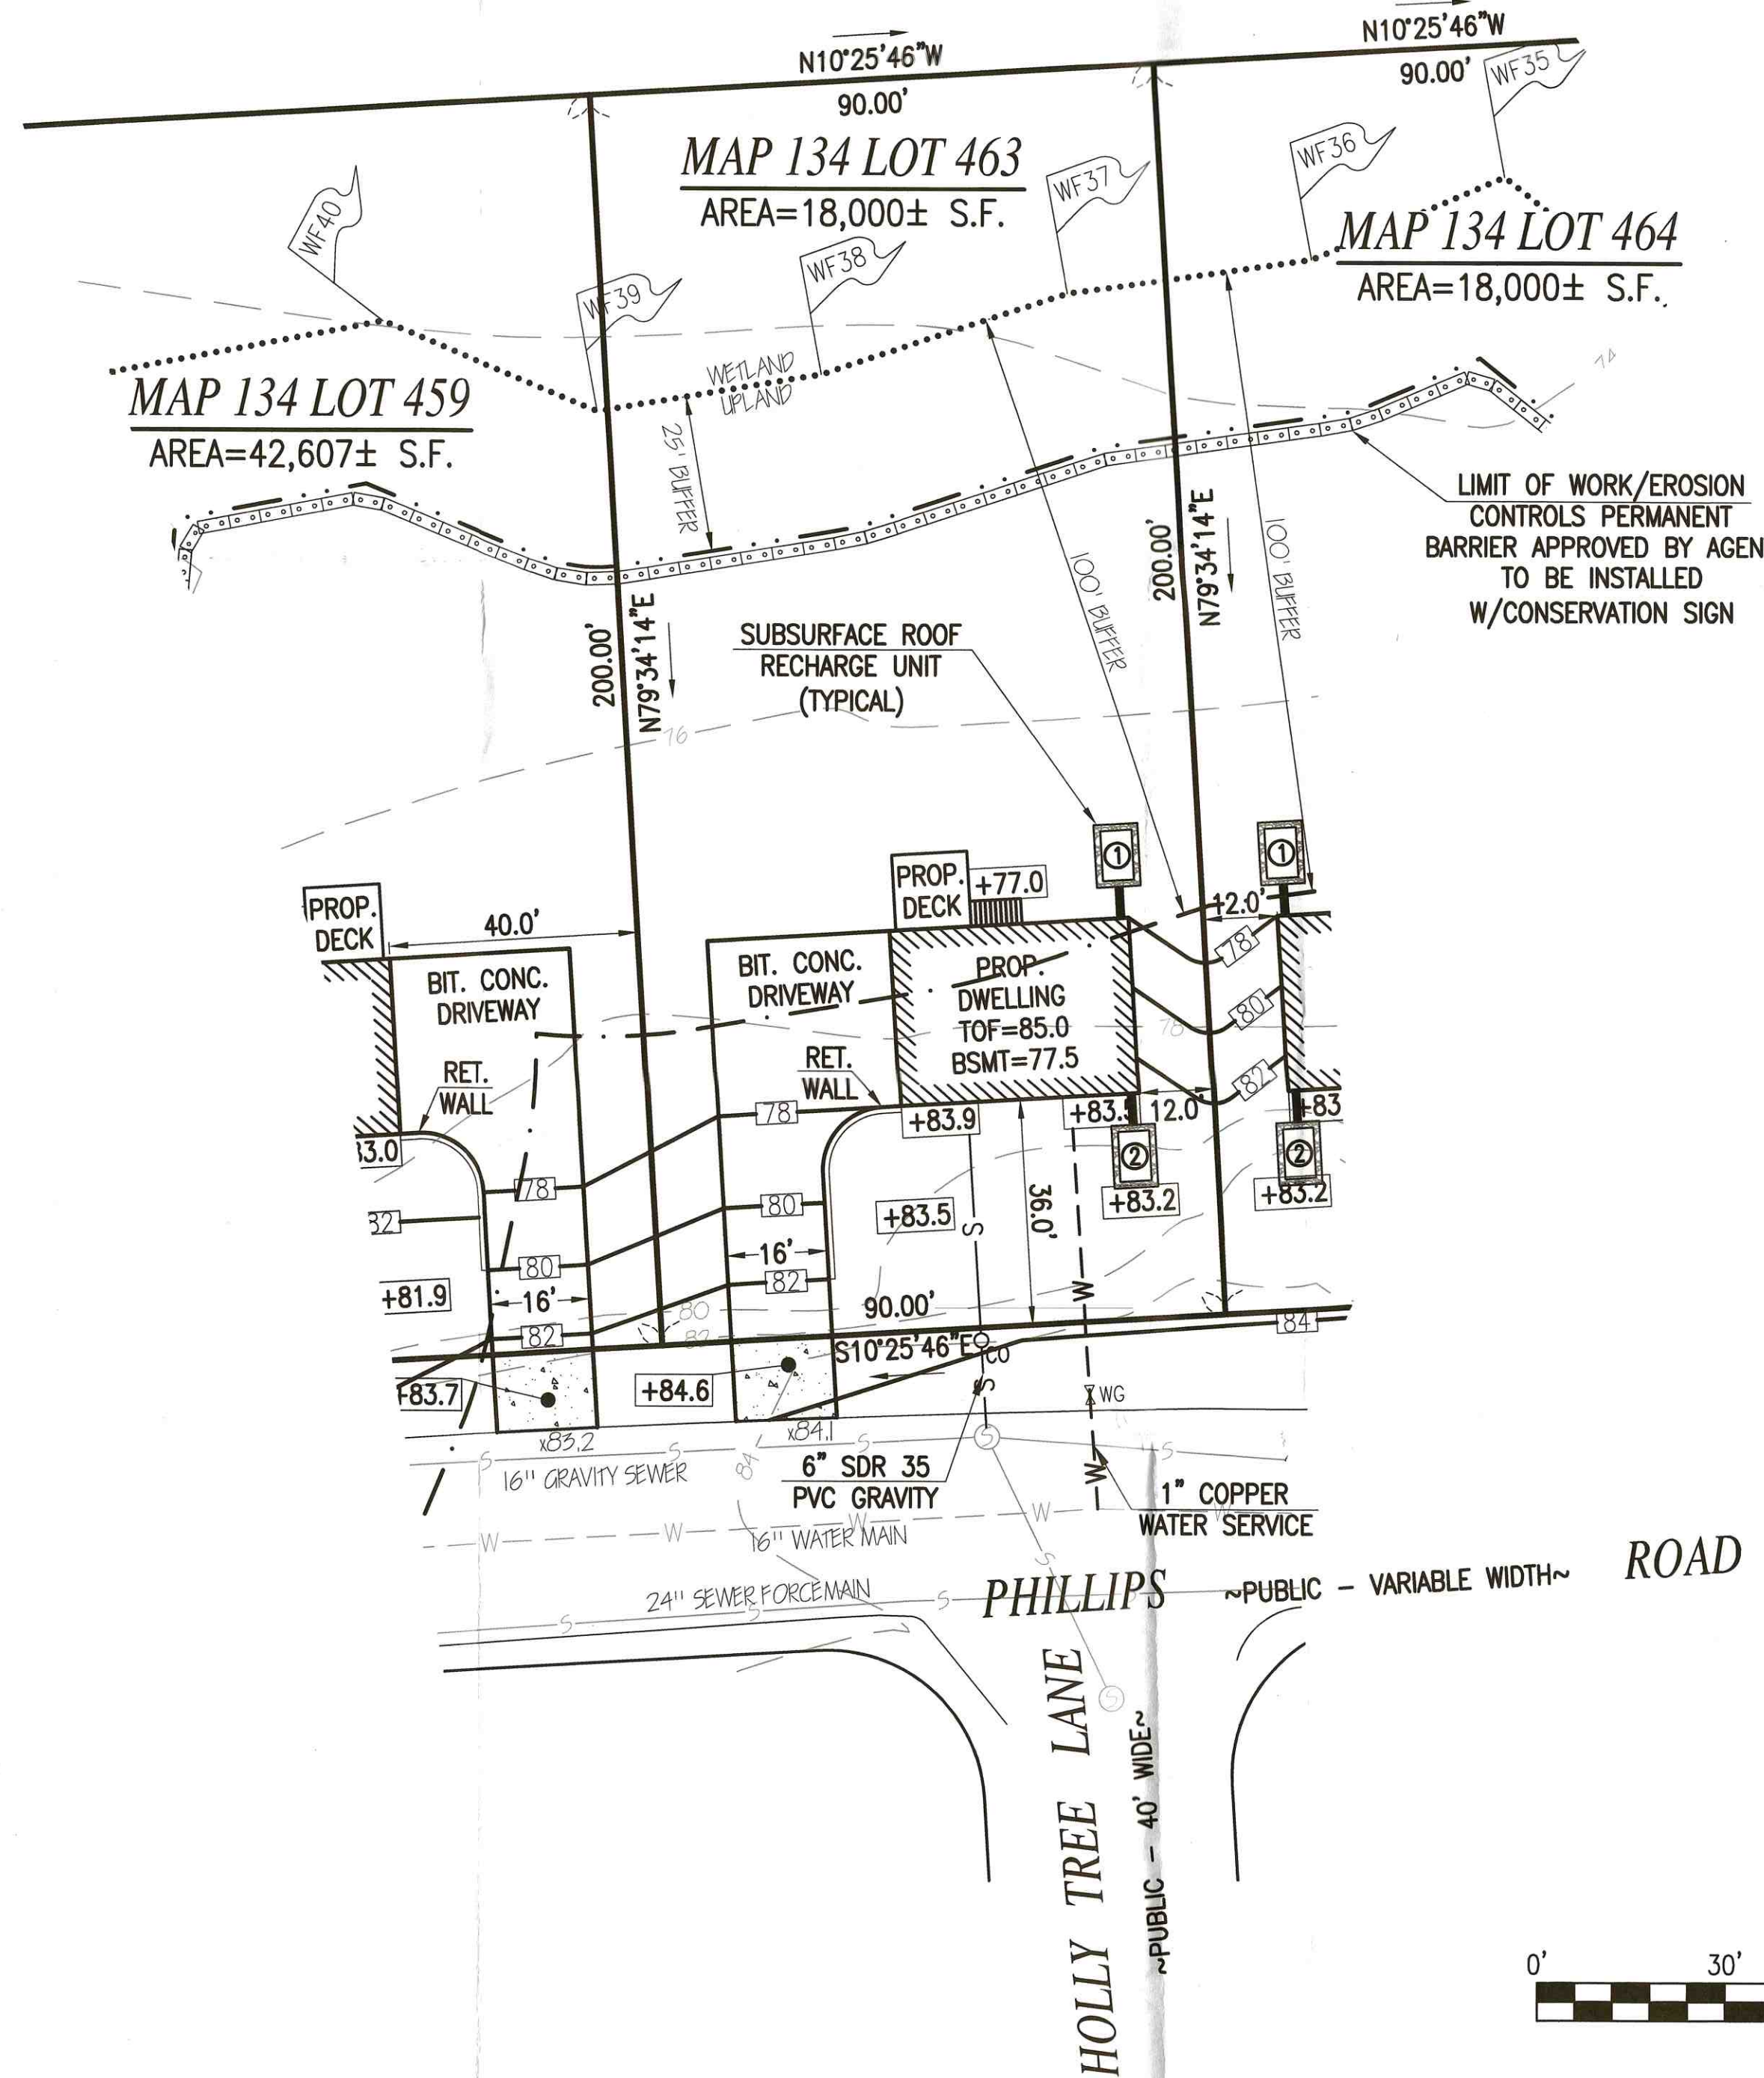 N10°25'46"W
90.00'
N10°25'46"W
90.00'
WF35
MAP 134 LOT 463
AREA=18,000± S.F.
WF36
WF37
WF38
WF39
WF40
MAP 134 LOT 464
AREA=18,000± S.F.
MAP 134 LOT 459
AREA=42,607± S.F.
WETLAND
UPLAND
25' BUFFER
74
LIMIT OF WORK/EROSION
CONTROLS PERMANENT
BARRIER APPROVED BY AGEN
TO BE INSTALLED
W/CONSERVATION SIGN
200.00'
N79°34'14"E
200.00'
N79°34'14"E
100' BUFFER
100' BUFFER
SUBSURFACE ROOF
RECHARGE UNIT
(TYPICAL)
76
1
1
PROP.
DECK
40.0'
PROP.
DECK
+77.0
12.0'
BIT. CONC.
DRIVEWAY
BIT. CONC.
DRIVEWAY
PROP.
DWELLING
TOF=85.0
BSMT=77.5
78
80
82
78
RET.
WALL
RET.
WALL
78
+83.9
12.0'
+83
2
2
+83.2
+83.2
78
80
+83.5
S
36.0'
80
16'
82
+81.9
16'
82
W
90.00'
80
82
S10°25'46"E
CO
84
+84.6
S
WG
x83.2
x84.1
84
S
S
S
S
S
16" GRAVITY SEWER
6" SDR 35
PVC GRAVITY
W
1" COPPER
WATER SERVICE
W
W
W
W
W
16" WATER MAIN
24" SEWER FORCEMAIN
S
S
S
S
PHILLIPS
~PUBLIC - VARIABLE WIDTH~
ROAD
S
HOLLY TREE LANE
~PUBLIC - 40' WIDE~
0'
30'